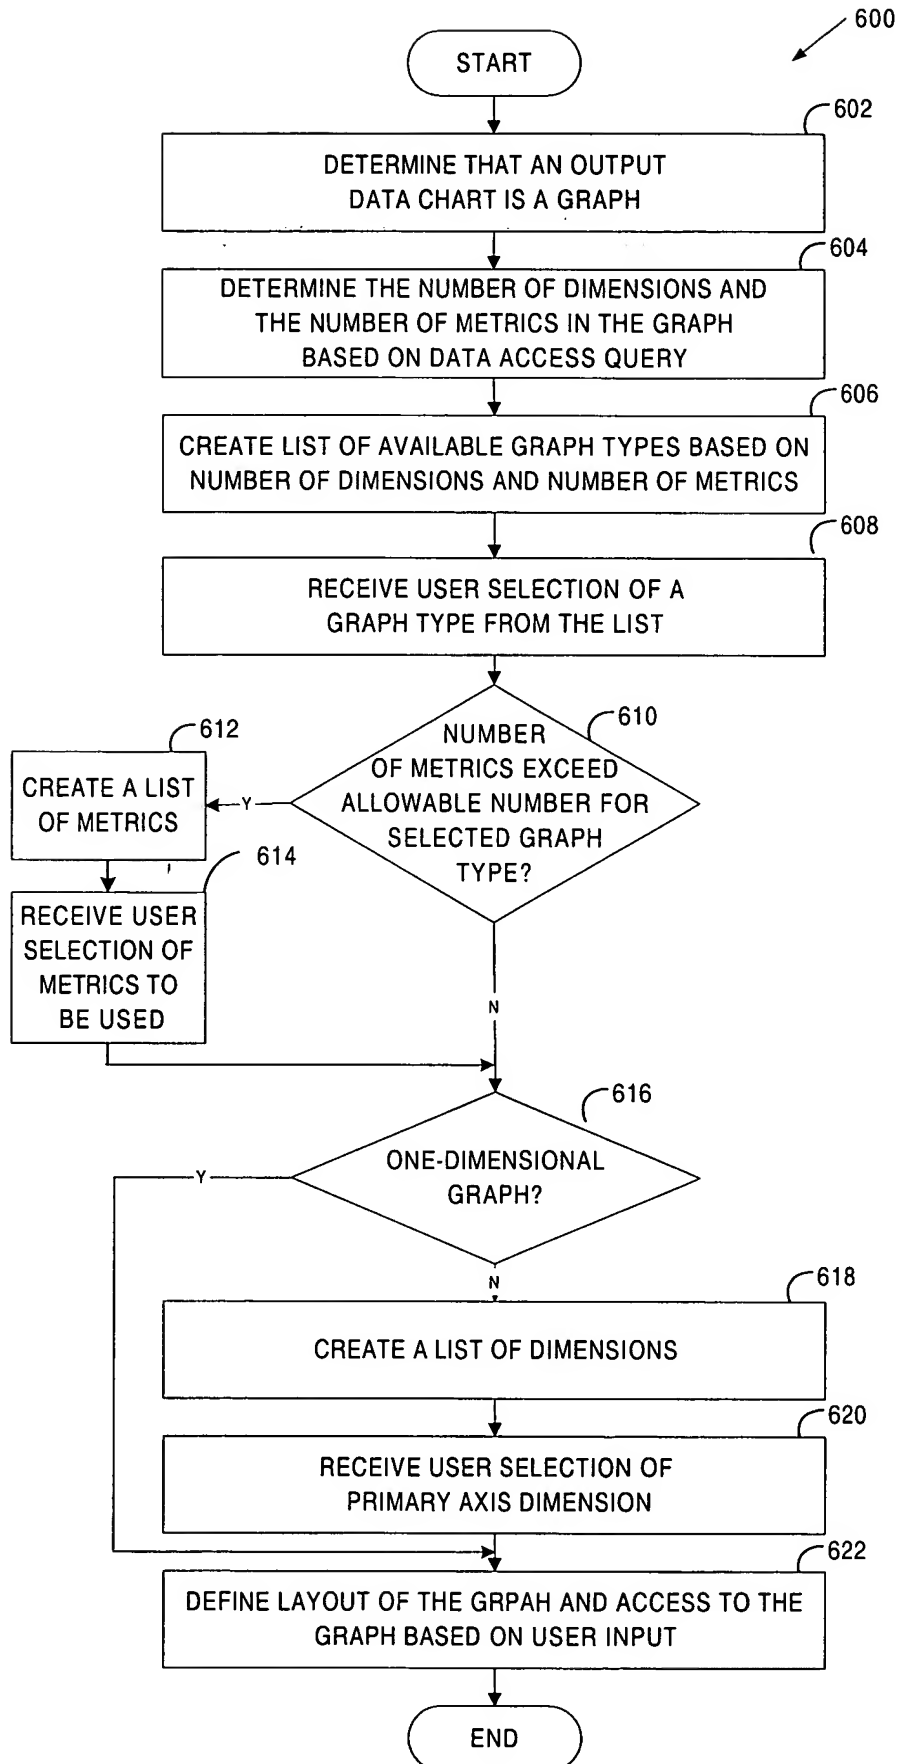 600
START
602
DETERMINE THAT AN OUTPUT
DATA CHART IS A GRAPH
604
DETERMINE THE NUMBER OF DIMENSIONS AND
THE NUMBER OF METRICS IN THE GRAPH
BASED ON DATA ACCESS QUERY
606
CREATE LIST OF AVAILABLE GRAPH TYPES BASED ON
NUMBER OF DIMENSIONS AND NUMBER OF METRICS
608
RECEIVE USER SELECTION OF A
GRAPH TYPE FROM THE LIST
610
NUMBER
OF METRICS EXCEED
ALLOWABLE NUMBER FOR
SELECTED GRAPH
TYPE?
Y
612
CREATE A LIST
OF METRICS
614
RECEIVE USER
SELECTION OF
METRICS TO
BE USED
N
616
ONE-DIMENSIONAL
GRAPH?
Y
N
618
CREATE A LIST OF DIMENSIONS
620
RECEIVE USER SELECTION OF
PRIMARY AXIS DIMENSION
622
DEFINE LAYOUT OF THE GRPAH AND ACCESS TO THE
GRAPH BASED ON USER INPUT
END